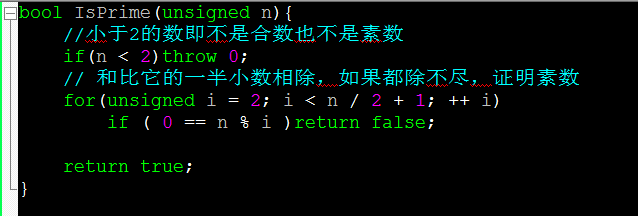 bool IsPrime(unsigned n){
//小于2的数即不是合数也不是素数
if(n < 2)throw 0;
// 和比它的一半小数相除，如果都除不尽，证明素数
for(unsigned i = 2; i < n / 2 + 1; ++ i)
if ( 0 == n % i )return false;
return true;
}